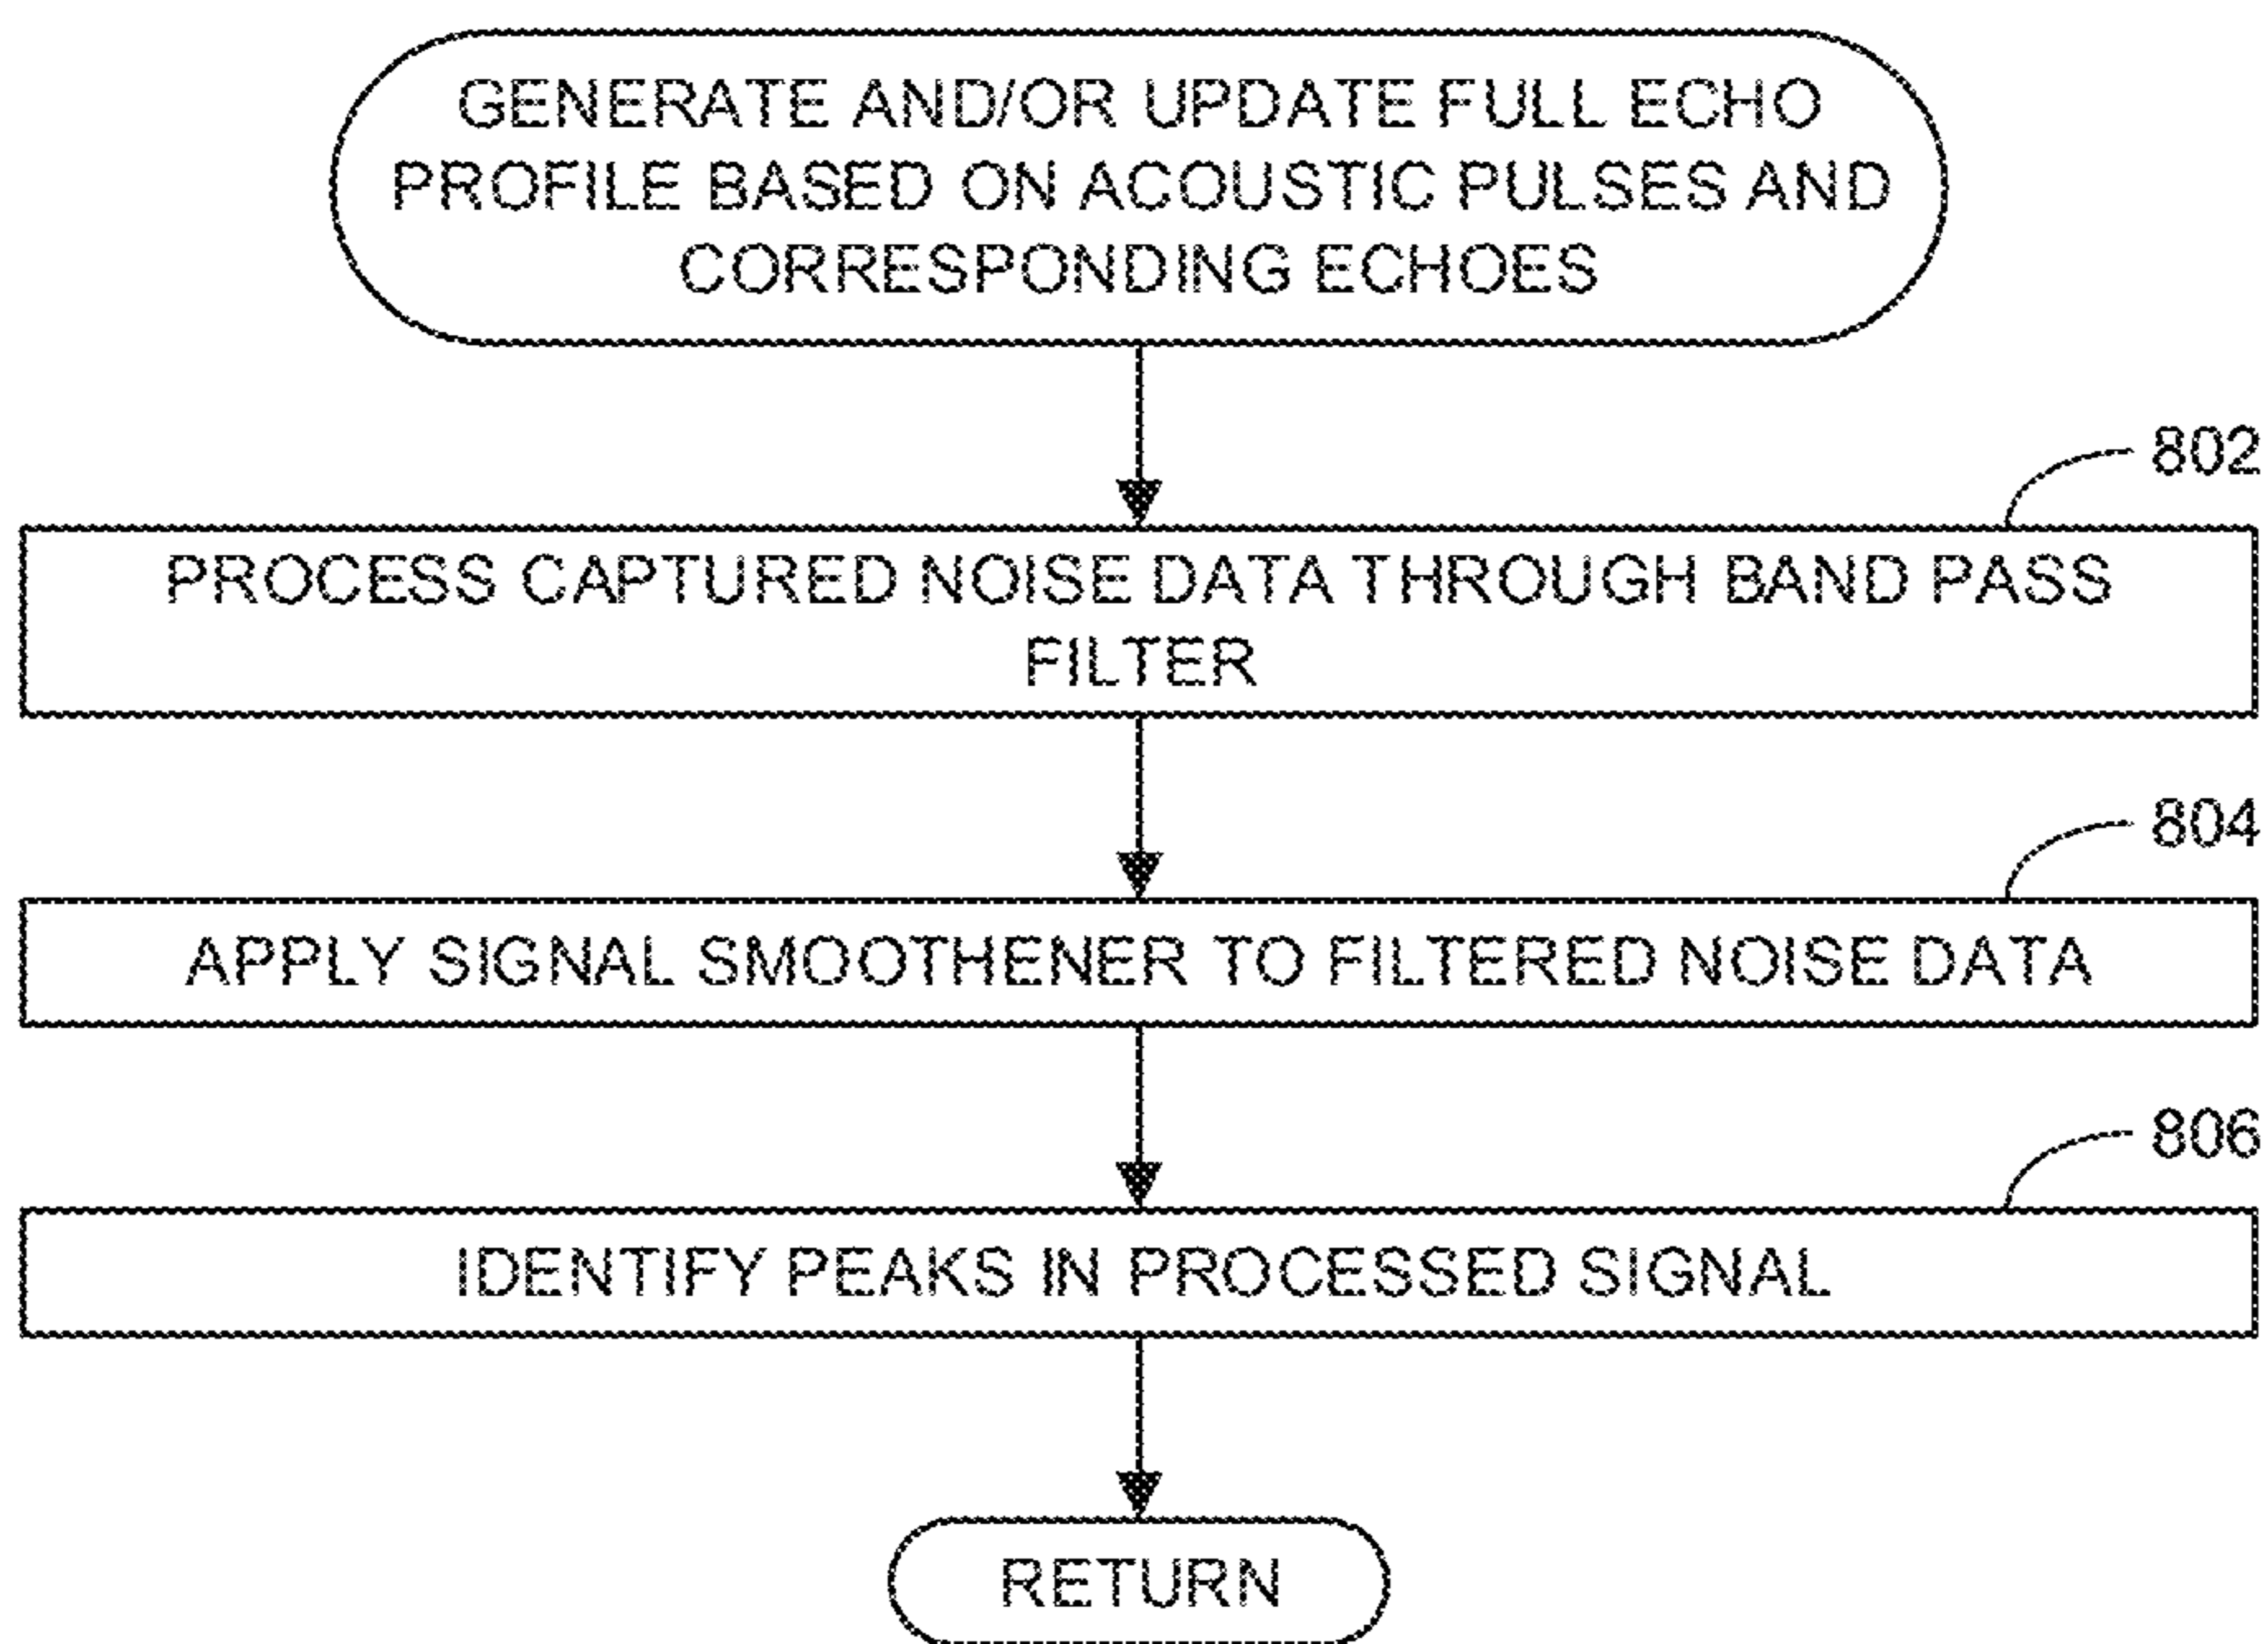 GENERATE AND/OR UPDATE FULL ECHO
PROFILE BASED ON ACOUSTIC PULSES AND
CORRESPONDING ECHOES
802
PROCESS CAPTURED NOISE DATA THROUGH BAND PASS
FILTER
804
APPLY SIGNAL SMOOTHENER TO FILTERED NOISE DATA
806
IDENTIFY PEAKS IN PROCESSED SIGNAL
RETURN